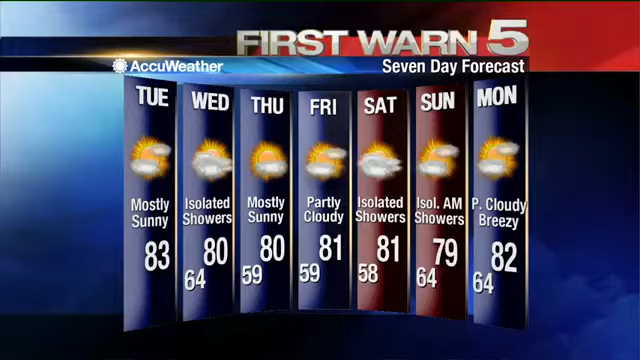 FIRST WARN 5
AccuWeather
Seven Day Forecast
TUE
Mostly
Sunny
83
WED
Isolated
Showers
80
64
THU
Mostly
Sunny
80
59
FRI
Partly
Cloudy
81
59
SAT
Isolated
Showers
81
58
SUN
Isol. AM
Showers
79
64
MON
P. Cloudy
Breezy
82
64